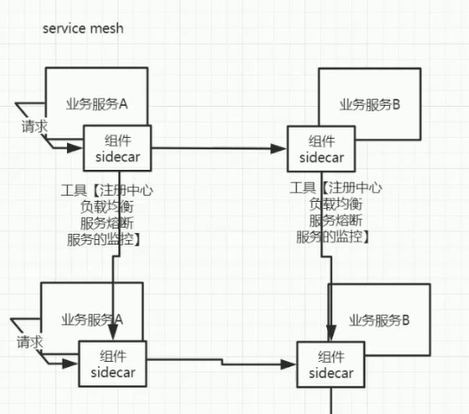 service mesh
业务服务A
业务服务B
请求
组件
sidecar
组件
sidecar
工具【注册中心
负载均衡
服务熔断
服务的监控】
工具【注册中心
负载均衡
服务熔断
服务的监控】
业务服务A
业务服务B
请求
组件
sidecar
组件
sidecar